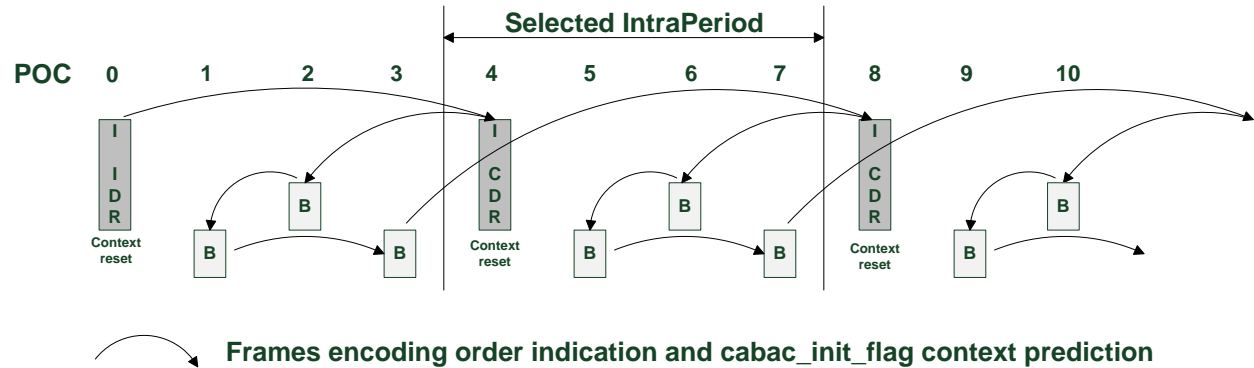 Selected IntraPeriod
POC 0 1 2 3 4 5 6 7 8 9 10
I
I
D
R
Context
reset
B
B
B
I
C
D
R
Context
reset
B
B
B
I
C
D
R
Context
reset
B
B
Frames encoding order indication and cabac_init_flag context prediction